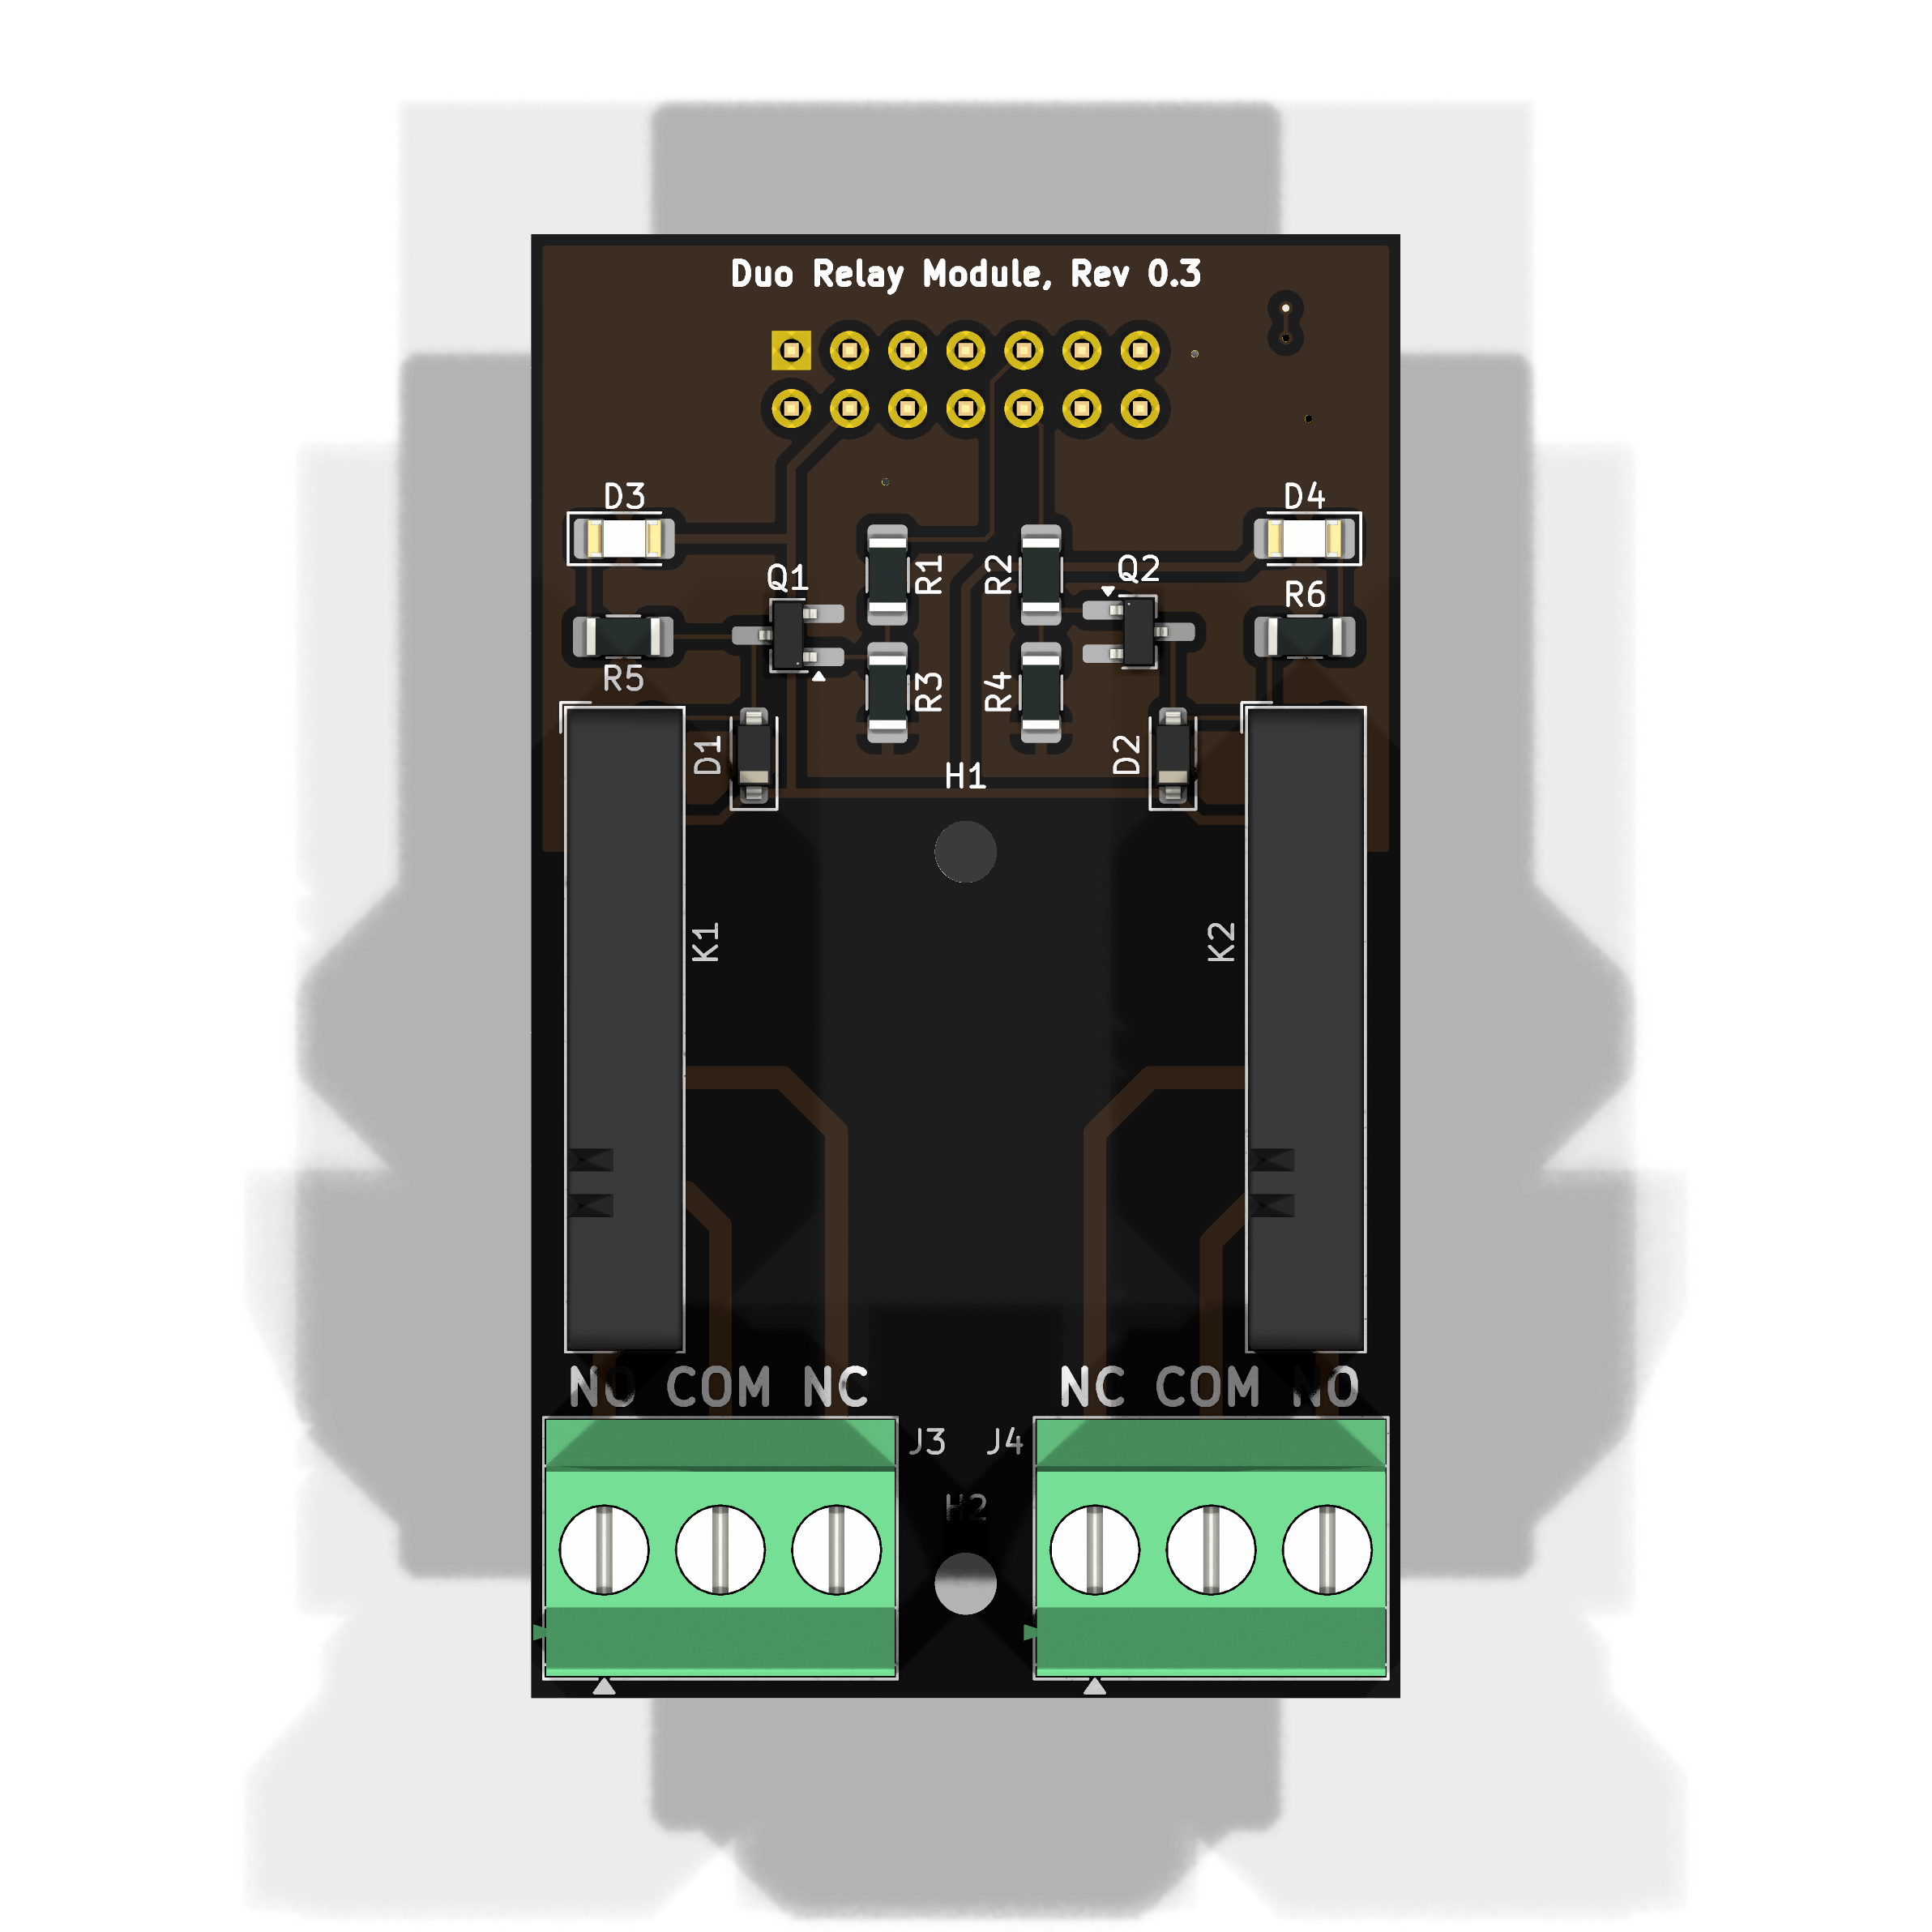 Duo Relay Module, Rev 0.3
D3
D4
Q1
R1
R2
Q2
R6
R5
R3
R4
D1
D2
H1
K1
K2
NO COM NC
NC COM NO
J3
J4
H2